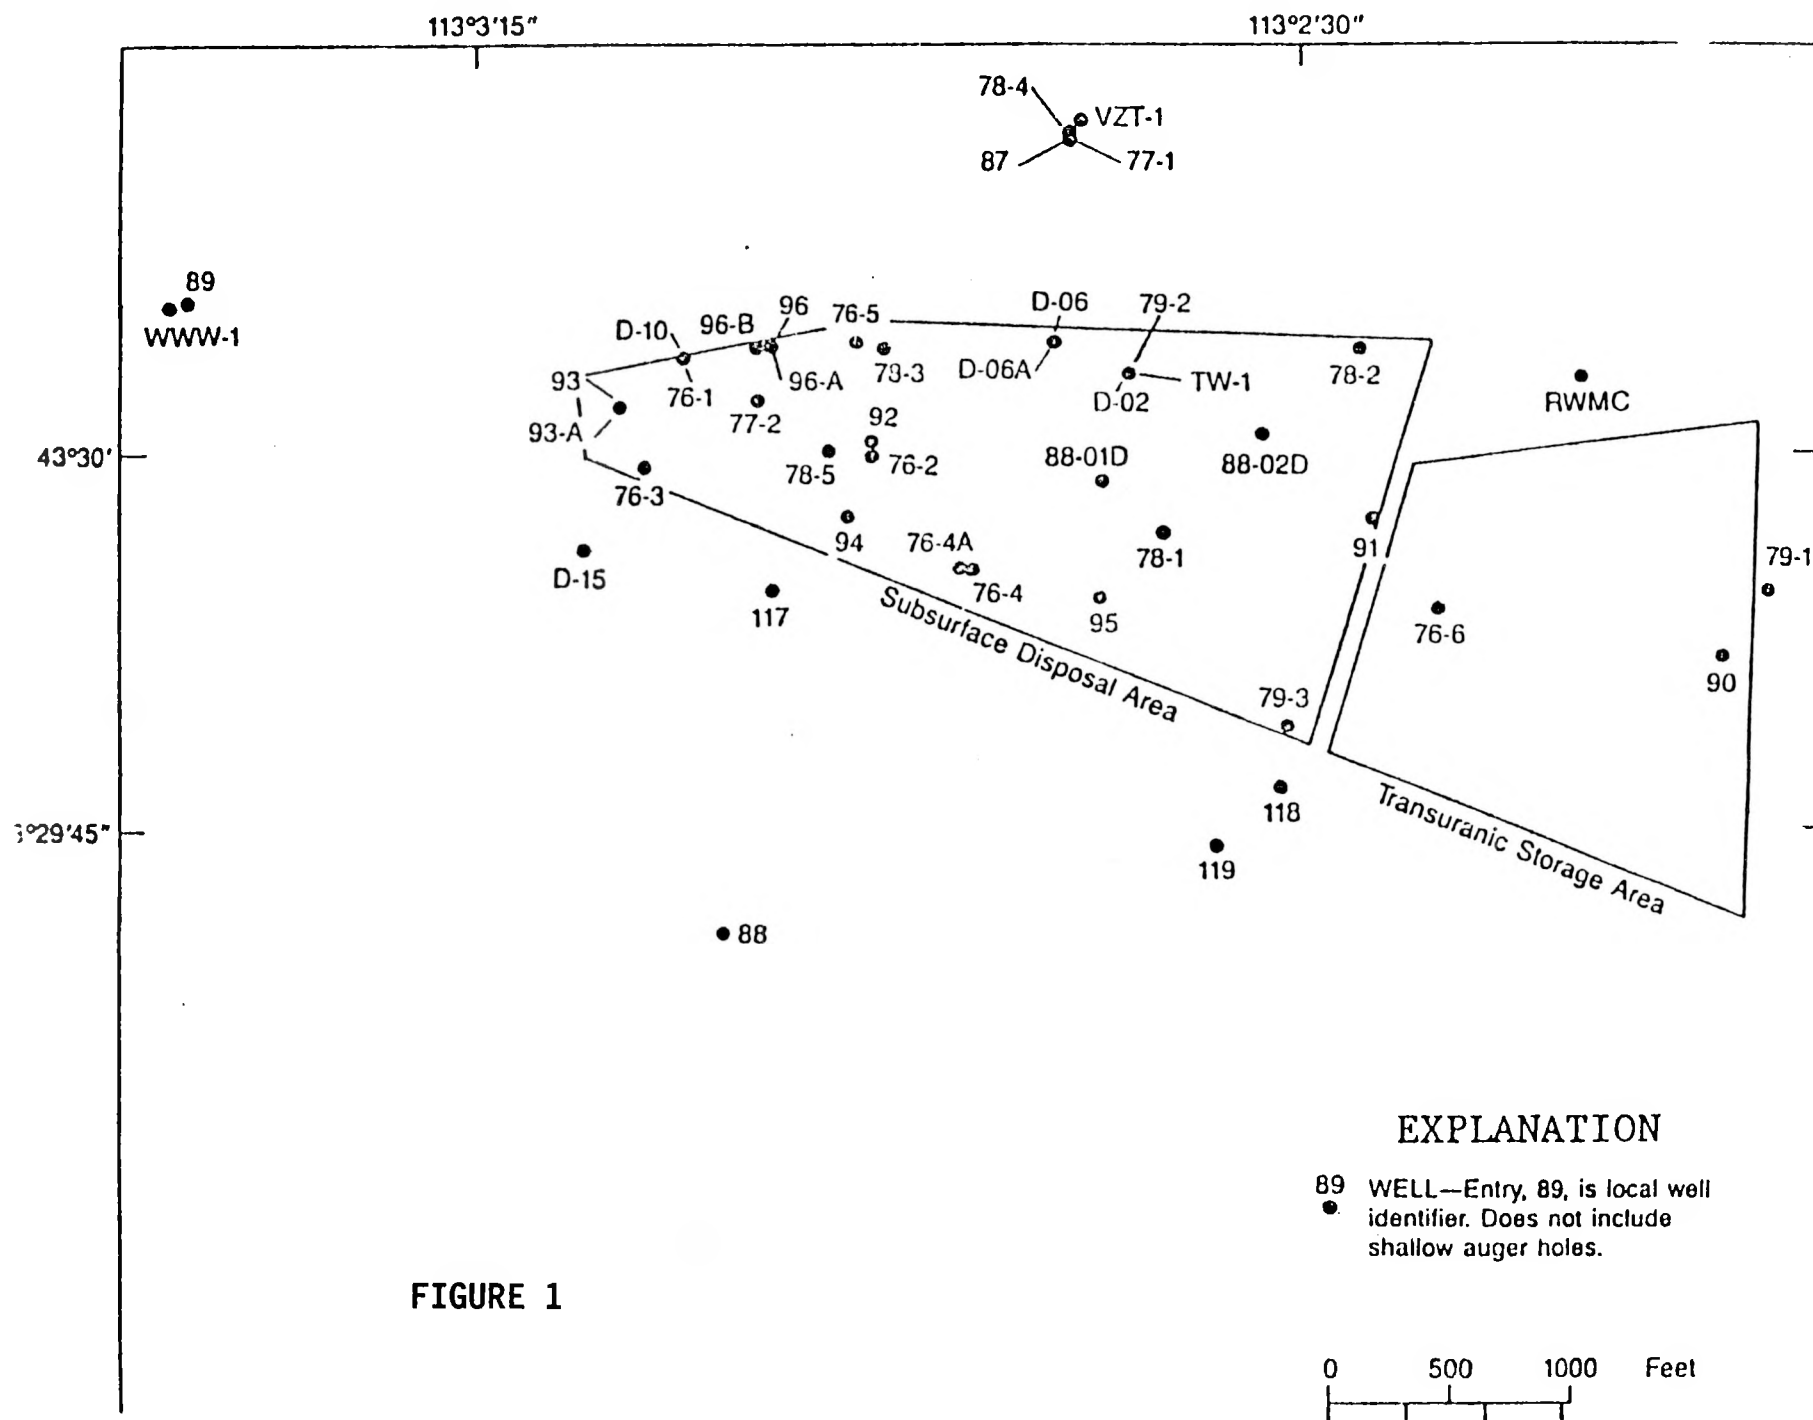 113°3'15" 113°2'30"
78-4
VZT-1
87
77-1
89
WWW-1
D-10
96-B
96
76-5
D-06
79-2
93
76-1
96-A
78-3
D-06A
TW-1
D-02
78-2
RWMC
77-2
92
93-A
43°30'
76-3
78-5
76-2
88-01D
88-02D
94
76-4A
78-1
91
79-1
D-15
117
76-4
95
76-6
Subsurface Disposal Area
79-3
90
°29'45"
118
Transuranic Storage Area
119
88
EXPLANATION
89 WELL—Entry, 89, is local well
identifier. Does not include
shallow auger holes.
FIGURE 1
0 500 1000 Feet